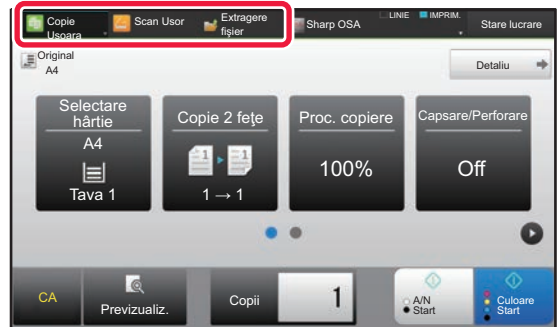 Copie
Usoara
Scan Usor
Extragere
fişier
Sharp OSA
LINIE
IMPRIM.
Stare lucrare
Original
A4
Detaliu
Selectare
hârtie
A4
Tava 1
Copie 2 feţe
1
1
1 → 1
Proc. copiere
100%
Capsare/Perforare
Off
CA
Previzualiz.
Copii
1
A/N
Start
Culoare
Start